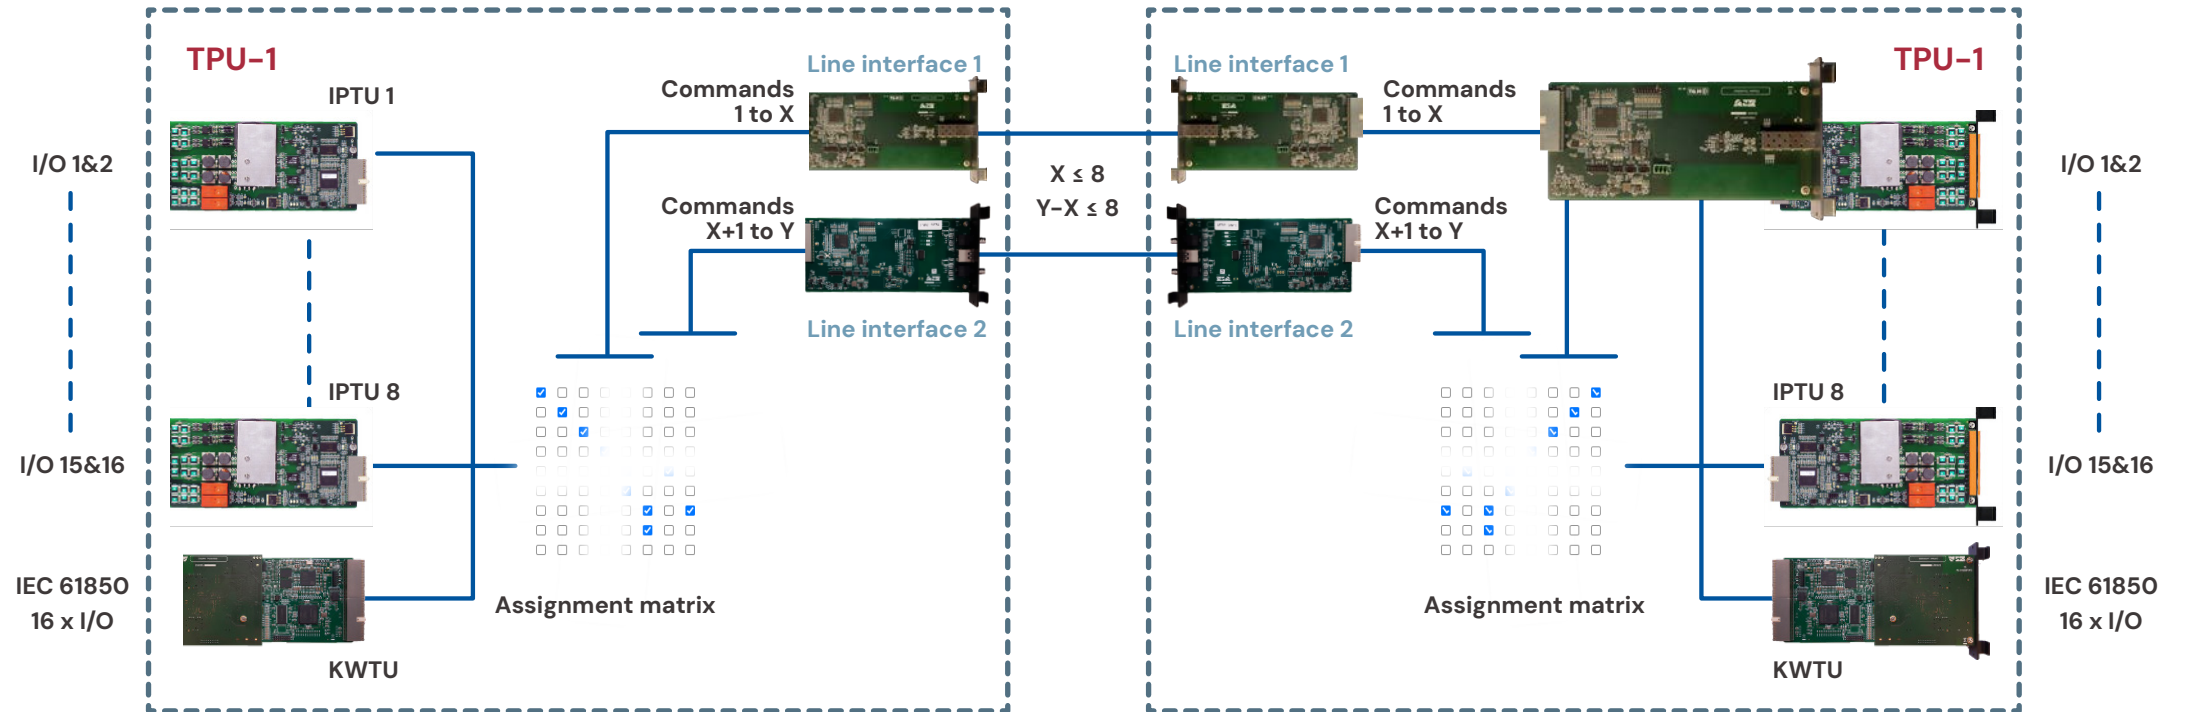 TPU-1
IPTU 1
I/O 1&2
IPTU 8
I/O 15&16
IEC 61850
16 x I/O
KWTU
Assignment matrix
Commands
1 to X
Line interface 1
Commands
X+1 to Y
Line interface 2
X ≤ 8
Y-X ≤ 8
Line interface 1
Commands
1 to X
Commands
X+1 to Y
Line interface 2
TPU-1
I/O 1&2
IPTU 8
I/O 15&16
IEC 61850
16 x I/O
KWTU
Assignment matrix